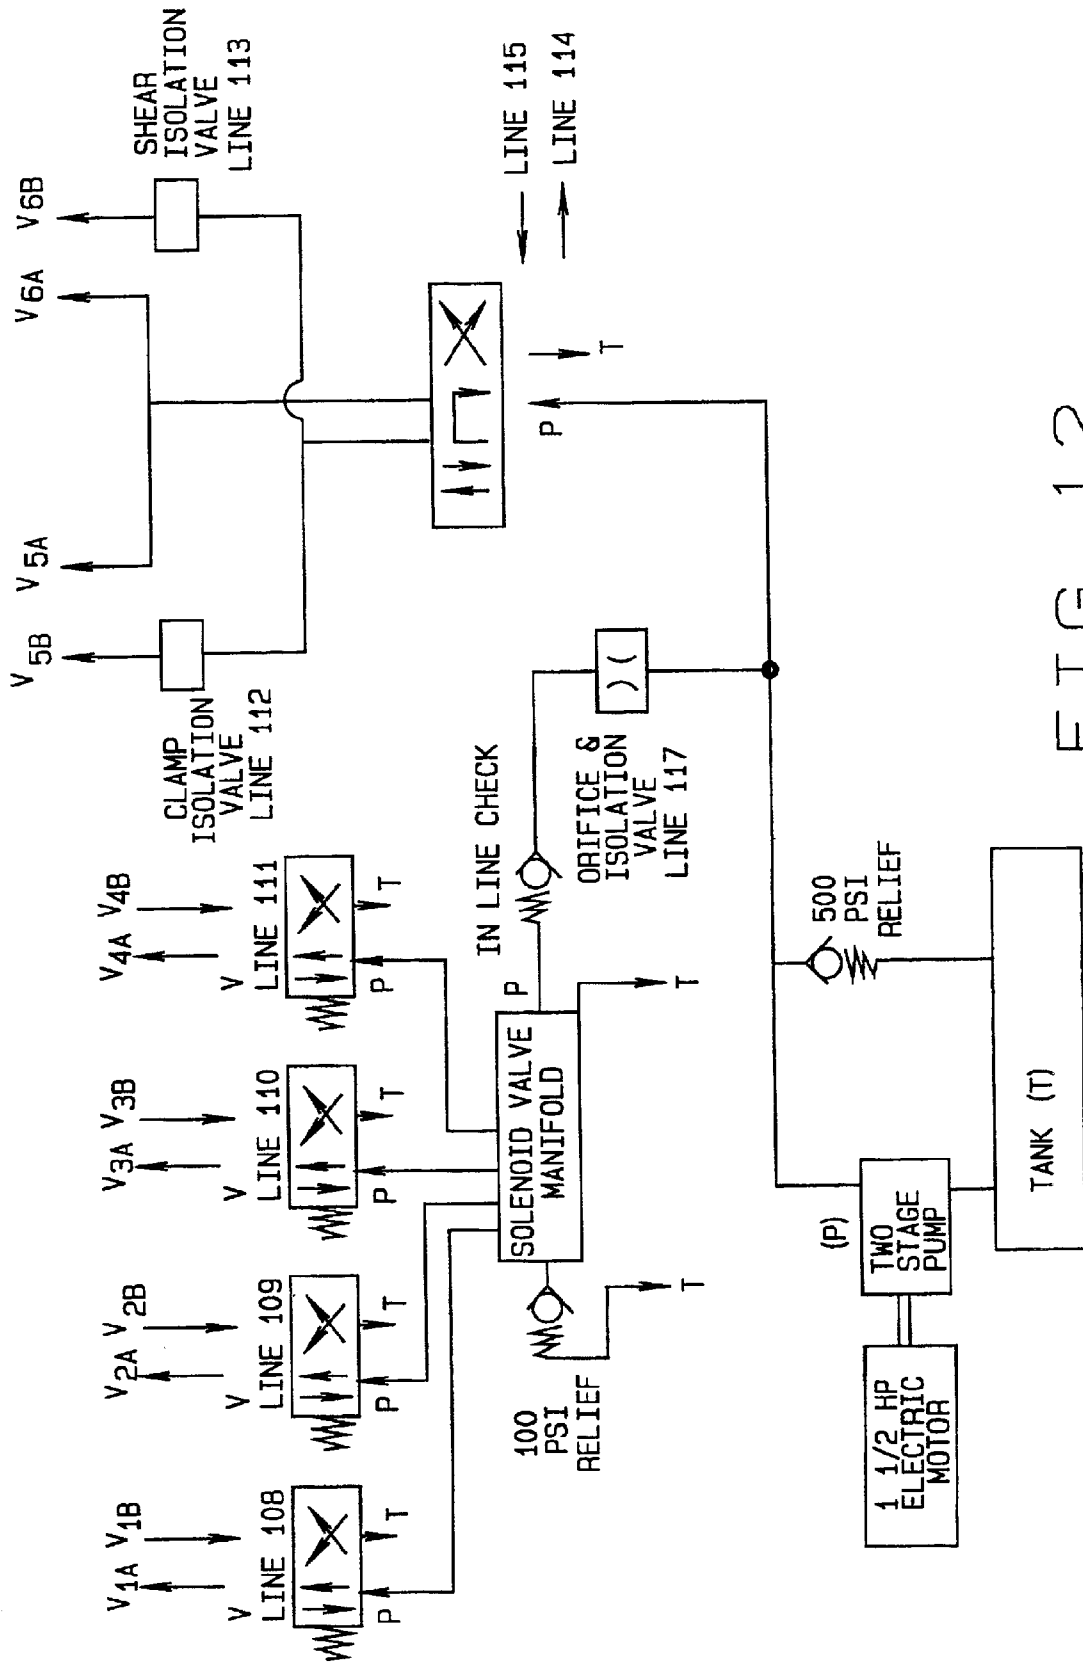 V1A V1B
V2A V2B
V3A V3B
V4A V4B
V5B V5A
V6A V6B
V
LINE 108
P
T
V
LINE 109
P
T
V
LINE 110
P
T
V
LINE 111
P
T
CLAMP
ISOLATION
VALVE
LINE 112
SHEAR
ISOLATION
VALVE
LINE 113
LINE 115
LINE 114
P
T
100
PSI
RELIEF
T
SOLENOID VALVE
MANIFOLD
P
T
IN LINE CHECK
ORIFICE &
ISOLATION
VALVE
LINE 117
500
PSI
RELIEF
1 1/2 HP
ELECTRIC
MOTOR
(P)
TWO
STAGE
PUMP
TANK (T)
FIG 12